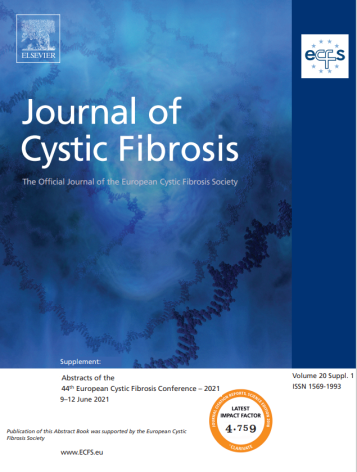 ELSEVIER
ecfs
Journal of
Cystic Fibrosis
The Official Journal of the European Cystic Fibrosis Society
Supplement:
Abstracts of the
44th European Cystic Fibrosis Conference – 2021
9–12 June 2021
Volume 20 Suppl. 1
ISSN 1569-1993
LATEST
IMPACT FACTOR
4.759
Publication of this Abstract Book was supported by the European Cystic
Fibrosis Society
www.ECFS.eu